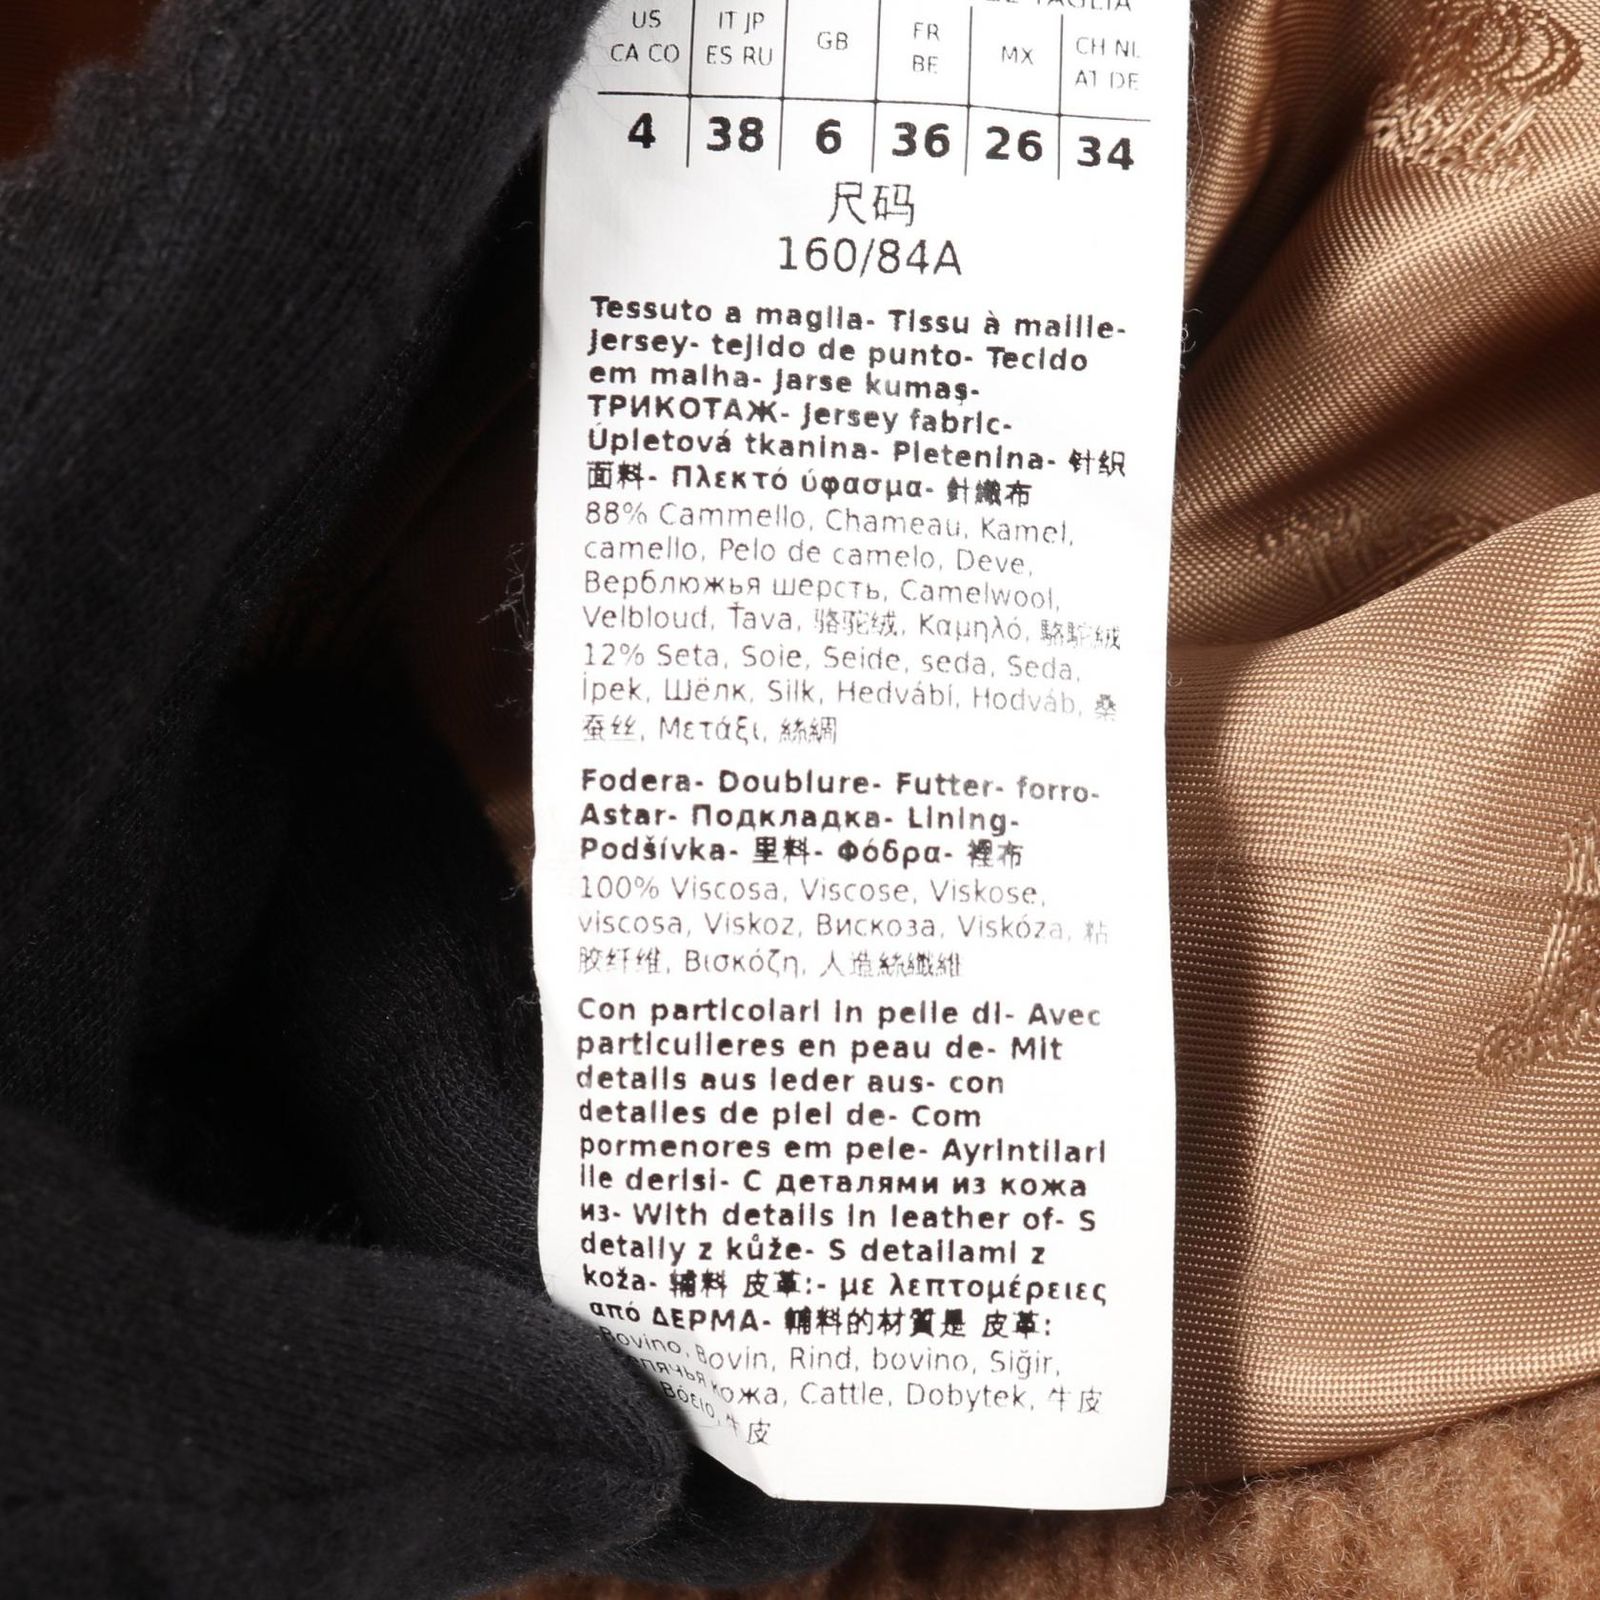 TAGLIA
US IT JP GB FR MX CH NL
CA CO ES RU BE AT DE
4 38 6 36 26 34
尺码
160/84A
Tessuto a maglia- Tissu à maille-
Jersey- tejido de punto- Tecido
em malha- Jarse kumaş-
ТРИКОТАЖ- Jersey fabric-
Úpletová tkanina- Pletenina- 针织
面料- Πλεκτό ύφασμα- 針織布
88% Cammello, Chameau, Kamel,
camello, Pelo de camelo, Deve,
Верблюжья шерсть, Camelwool,
Velbloud, Ťava, 骆驼绒, Καμηλό, 駱駝絨
12% Seta, Soie, Seide, seda, Seda,
İpek, Шёлк, Silk, Hedvábí, Hodváb, 桑
蚕丝, Μετάξι, 絲綢
Fodera- Doublure- Futter- forro-
Astar- Подкладка- Lining-
Podšívka- 里料- Φόδρα- 裡布
100% Viscosa, Viscose, Viskose,
viscosa, Viskoz, Вискоза, Viskóza, 粘
胶纤维, Βισκόζη, 人造絲纖維
Con particolari in pelle di- Avec
particulieres en peau de- Mit
details aus leder aus- con
detalles de piel de- Com
pormenores em pele- Ayrintilari
ile derisi- С деталями из кожа
из- With details in leather of- S
detaily z kůže- S detailami z
koža- 辅料 皮革:- με λεπτομέρειες
από ΔΕΡΜΑ- 輔料的材質是 皮革:
Bovino, Bovin, Rind, bovino, Siğir,
кожа, Cattle, Dobytek, 牛皮
Βόειο, 牛皮